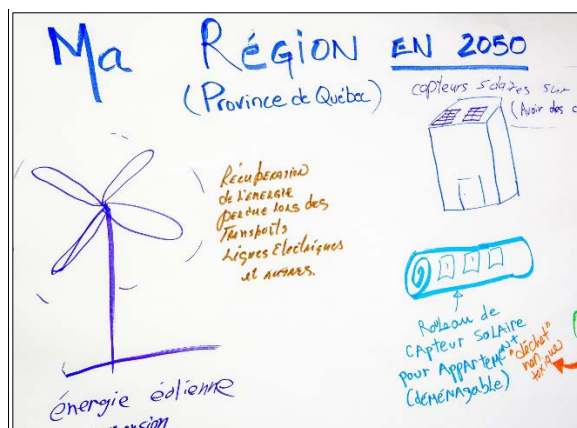 Ma RÉGION EN 2050
(Province de Québec)
capteurs solaires sur
(Avoir des
RÉCUPÉRATION
de l'ÉNERGIE
perdue lors des
TRANSPORTS
Lignes Électriques
et autres.
Rouleau de
CApteur SoLAiRE
pour AppARTEMENT
(DÉMÉNAgeable)
"déchet"
non
toxique
énergie éolienne